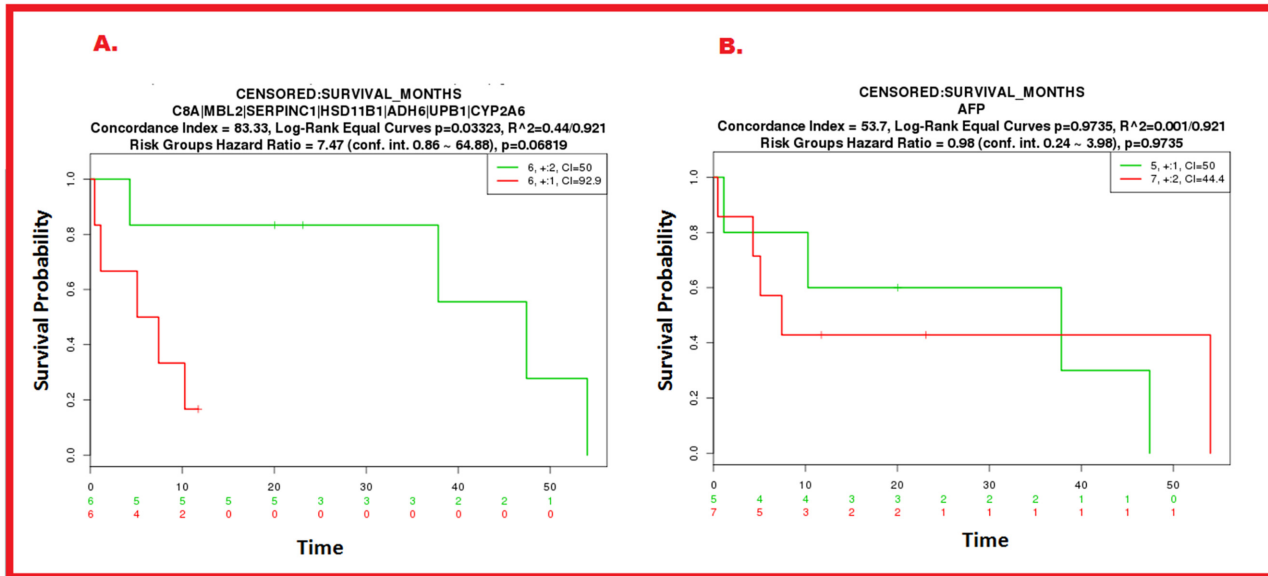 A.
CENSORED:SURVIVAL_MONTHS
C8A|MBL2|SERPINC1|HSD11B1|ADH6|UPB1|CYP2A6
Concordance Index = 83.33, Log-Rank Equal Curves p=0.03323, R^2=0.44/0.921
Risk Groups Hazard Ratio = 7.47 (conf. int. 0.86 ~ 64.88), p=0.06819
6, +:2, CI=50
6, +:1, CI=92.9
Survival Probability
1.0
0.8
0.6
0.4
0.2
0.0
0 10 20 30 40 50
6 5 5 5 5 3 3 3 2 2 1
6 4 2 0 0 0 0 0 0 0 0
Time
B.
CENSORED:SURVIVAL_MONTHS
AFP
Concordance Index = 53.7, Log-Rank Equal Curves p=0.9735, R^2=0.001/0.921
Risk Groups Hazard Ratio = 0.98 (conf. int. 0.24 ~ 3.98), p=0.9735
5, +:1, CI=50
7, +:2, CI=44.4
Survival Probability
1.0
0.8
0.6
0.4
0.2
0.0
0 10 20 30 40 50
5 4 4 3 3 2 2 2 1 1 0
7 5 3 2 2 1 1 1 1 1 1
Time